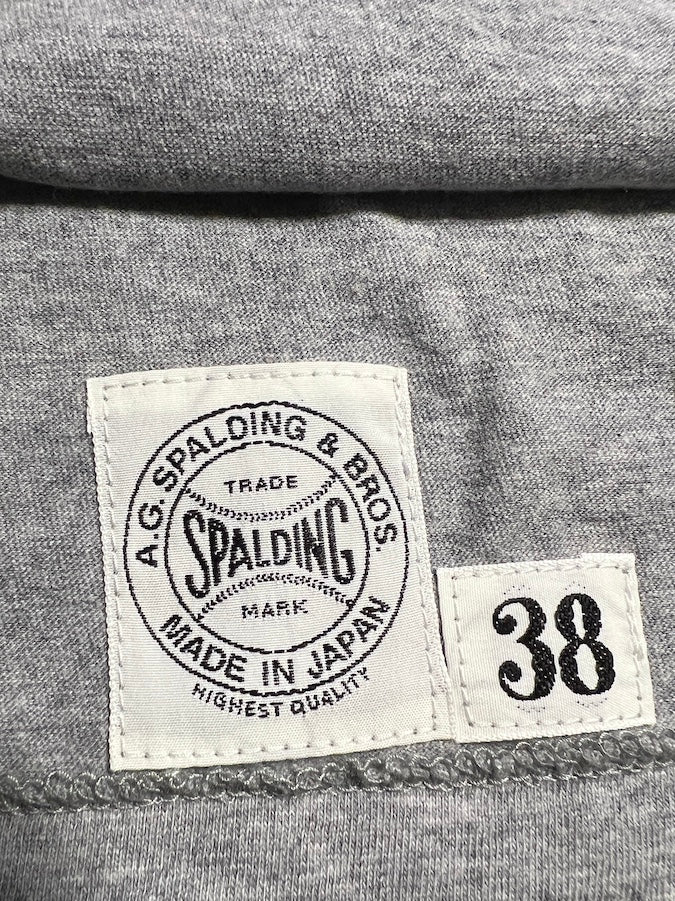 A.G. SPALDING & BROS.
TRADE
SPALDING
MARK
MADE IN JAPAN
HIGHEST QUALITY
38